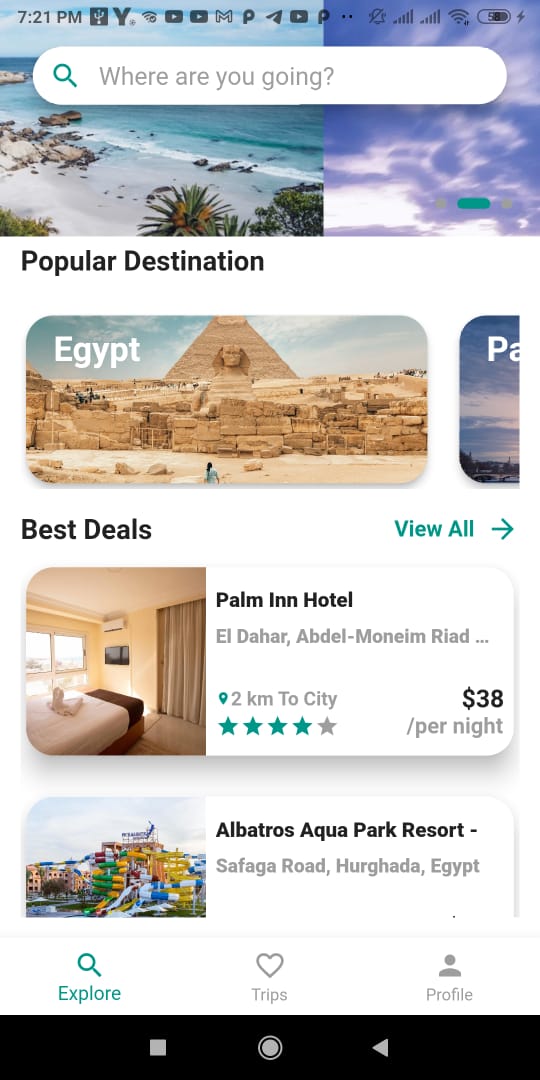 7:21 PM
58
Where are you going?
Popular Destination
Egypt
Pa
Best Deals
View All
Palm Inn Hotel
El Dahar, Abdel-Moneim Riad ...
2 km To City
$38
/per night
Albatros Aqua Park Resort -
Safaga Road, Hurghada, Egypt
Explore
Trips
Profile